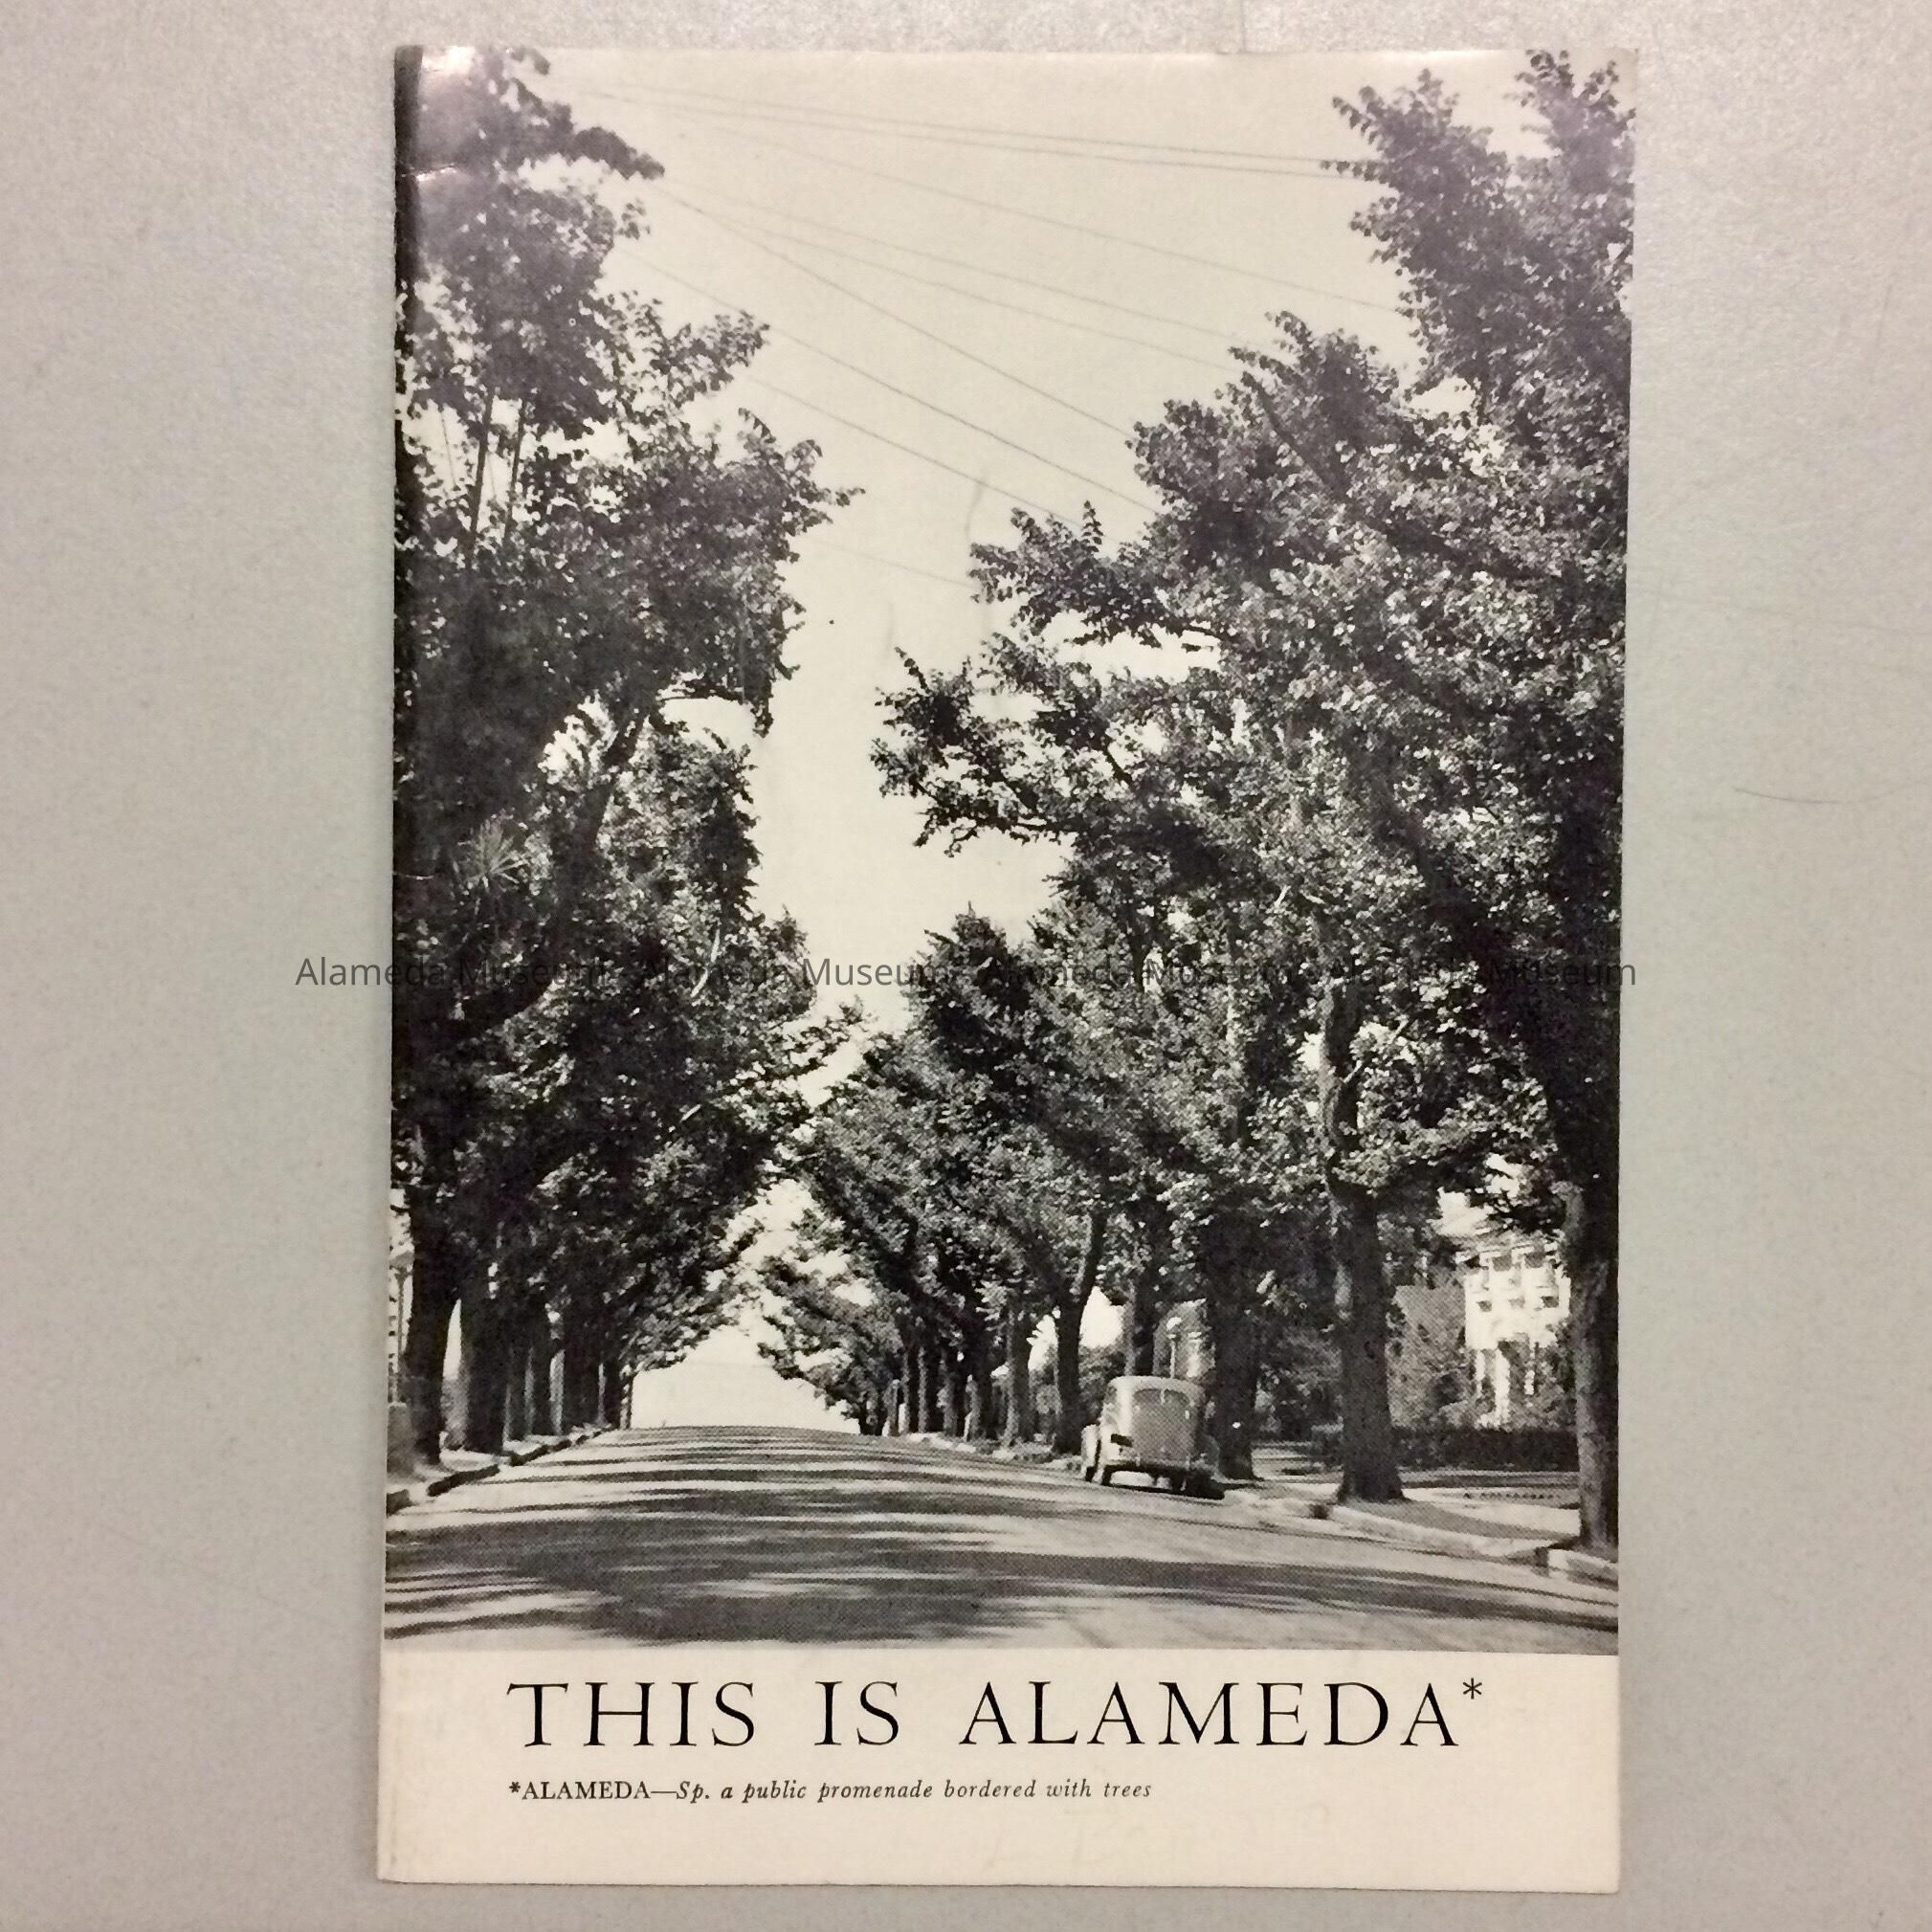 Alameda Museum - Alameda Museum - Alameda Museum - Alameda Museum
THIS IS ALAMEDA*
*ALAMEDA—Sp. a public promenade bordered with trees